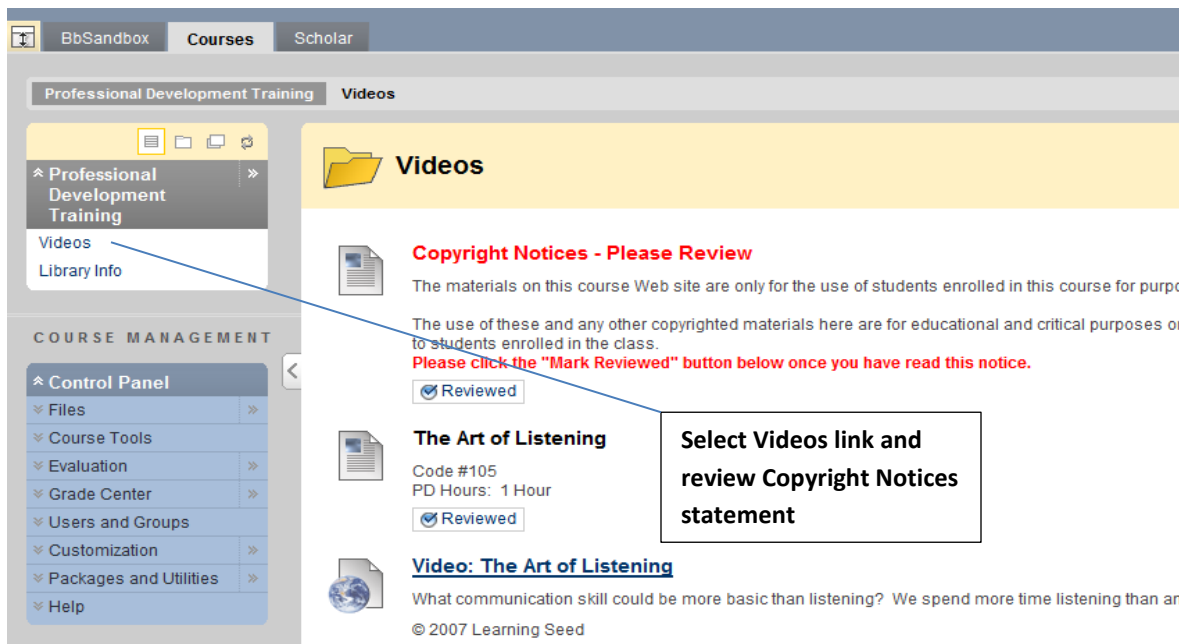 BbSandbox Courses Scholar
Professional Development Training Videos
Professional
Development
Training
Videos
Library Info
COURSE MANAGEMENT
Control Panel
Files
Course Tools
Evaluation
Grade Center
Users and Groups
Customization
Packages and Utilities
Help
Videos
Copyright Notices - Please Review
The materials on this course Web site are only for the use of students enrolled in this course for
The use of these and any other copyrighted materials here are for educational and critical purposes
to students enrolled in the class.
Please click the "Mark Reviewed" button below once you have read this notice.
Reviewed
The Art of Listening
Code #105
PD Hours: 1 Hour
Reviewed
Video: The Art of Listening
What communication skill could be more basic than listening? We spend more time listening than
© 2007 Learning Seed
Select Videos link and
review Copyright Notices
statement